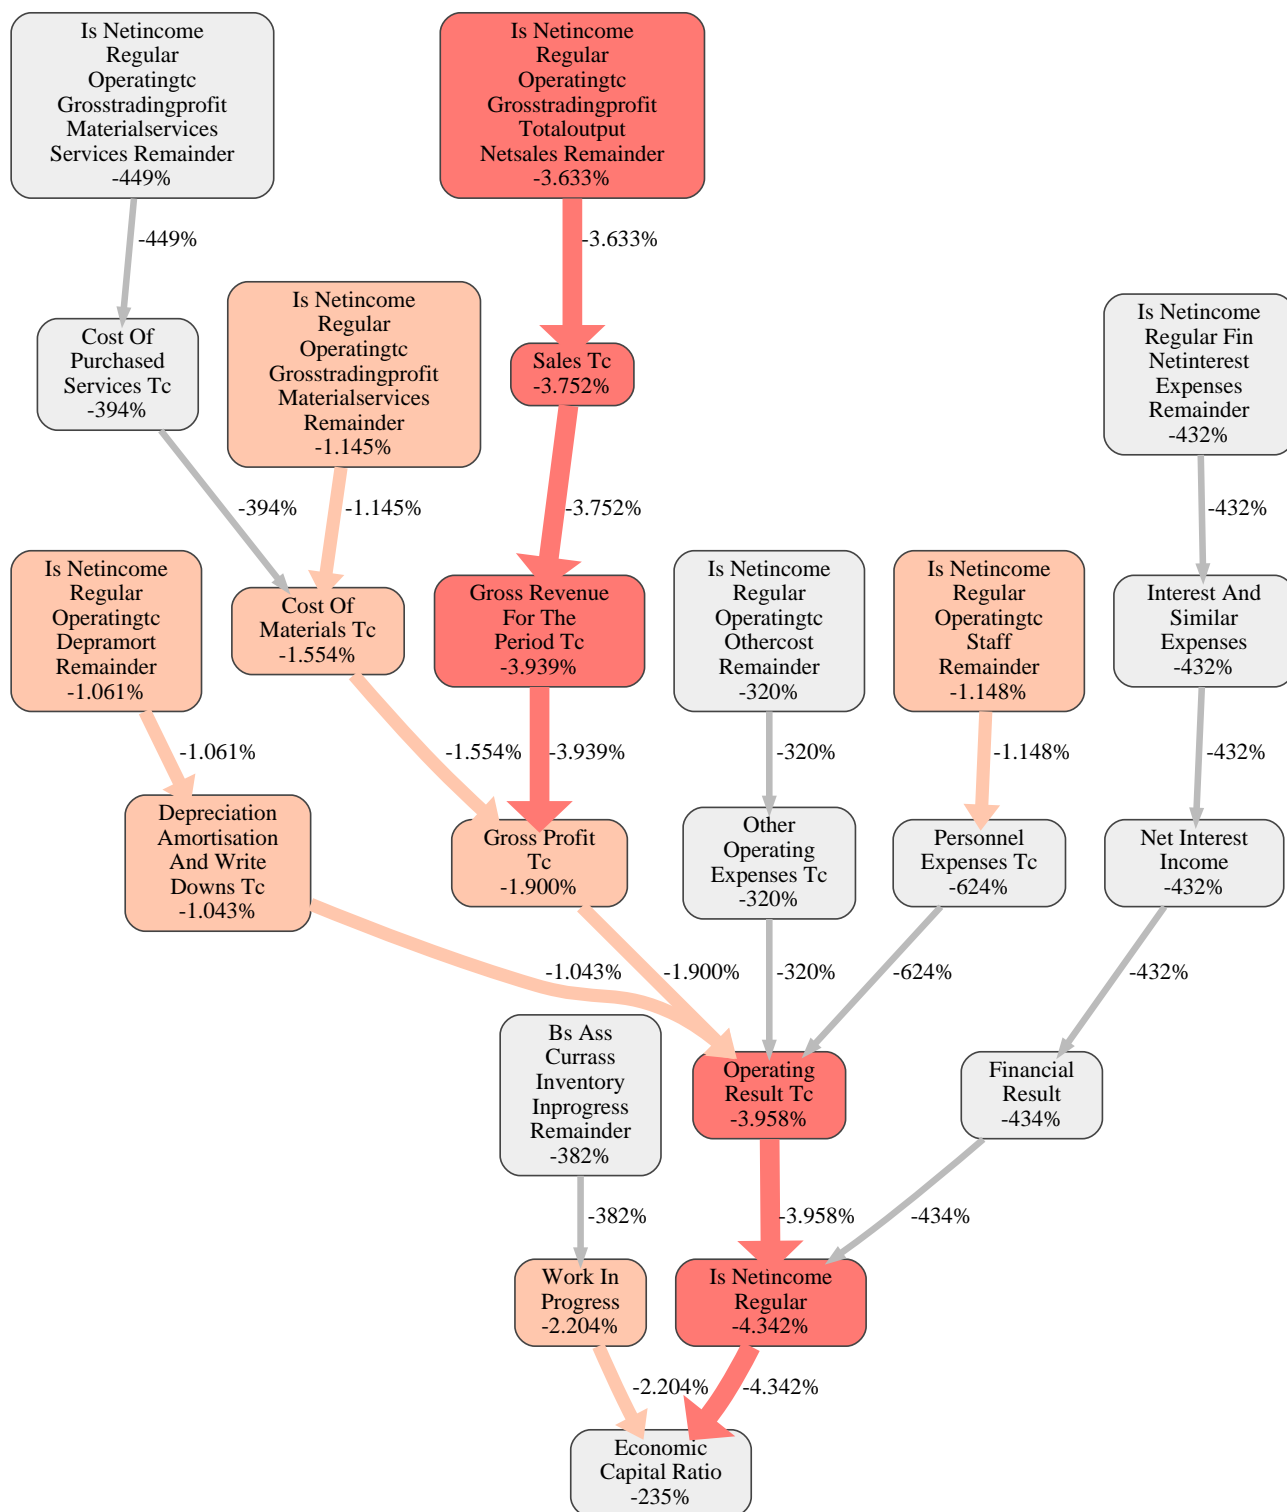 Is Netincome
Regular
Operatingtc
Grosstradingprofit
Materialservices
Services Remainder
-449%
Is Netincome
Regular
Operatingtc
Grosstradingprofit
Totaloutput
Netsales Remainder
-3.633%
-449%
-3.633%
Cost Of
Purchased
Services Tc
-394%
Is Netincome
Regular
Operatingtc
Grosstradingprofit
Materialservices
Remainder
-1.145%
Sales Tc
-3.752%
Is Netincome
Regular Fin
Netinterest
Expenses
Remainder
-432%
-394%
-1.145%
-3.752%
-432%
Is Netincome
Regular
Operatingtc
Depramort
Remainder
-1.061%
Cost Of
Materials Tc
-1.554%
Gross Revenue
For The
Period Tc
-3.939%
Is Netincome
Regular
Operatingtc
Othercost
Remainder
-320%
Is Netincome
Regular
Operatingtc
Staff
Remainder
-1.148%
Interest And
Similar
Expenses
-432%
-1.061%
-1.554%
-3.939%
-320%
-1.148%
-432%
Depreciation
Amortisation
And Write
Downs Tc
-1.043%
Gross Profit
Tc
-1.900%
Other
Operating
Expenses Tc
-320%
Personnel
Expenses Tc
-624%
Net Interest
Income
-432%
-1.043%
-1.900%
-320%
-624%
-432%
Bs Ass
Currass
Inventory
Inprogress
Remainder
-382%
Operating
Result Tc
-3.958%
Financial
Result
-434%
-382%
-3.958%
-434%
Work In
Progress
-2.204%
Is Netincome
Regular
-4.342%
-2.204%
-4.342%
Economic
Capital Ratio
-235%